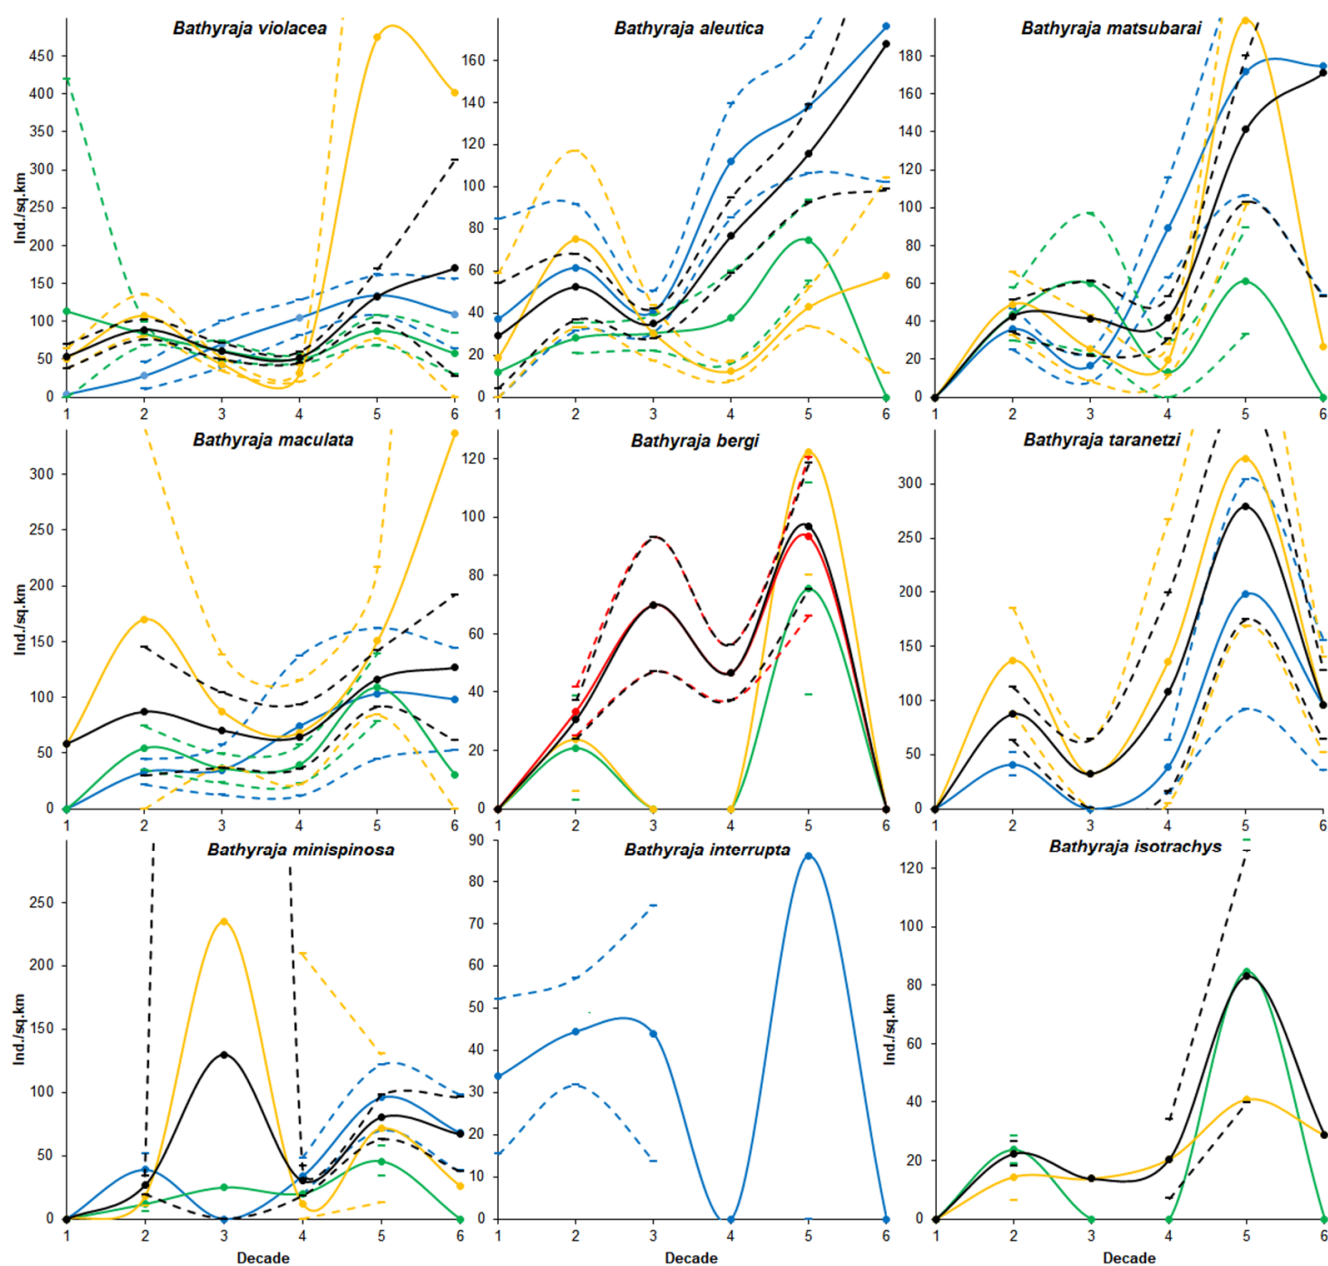 Bathyraja violacea
Ind./sq.km
450
400
350
300
250
200
150
100
50
0
1 2 3 4 5 6
Bathyraja aleutica
160
140
120
100
80
60
40
20
0
1 2 3 4 5 6
Bathyraja matsubarai
180
160
140
120
100
80
60
40
20
0
1 2 3 4 5 6
Bathyraja maculata
Ind./sq.km
300
250
200
150
100
50
0
1 2 3 4 5 6
Bathyraja bergi
120
100
80
60
40
20
0
1 2 3 4 5 6
Bathyraja taranetzi
300
250
200
150
100
50
0
1 2 3 4 5 6
Bathyraja minispinosa
Ind./sq.km
250
200
150
100
50
0
1 2 3 4 5 6
Decade
Bathyraja interrupta
90
80
70
60
50
40
30
20
10
0
1 2 3 4 5 6
Decade
Bathyraja isotrachys
Ind./sq.km
120
100
80
60
40
20
0
1 2 3 4 5 6
Decade